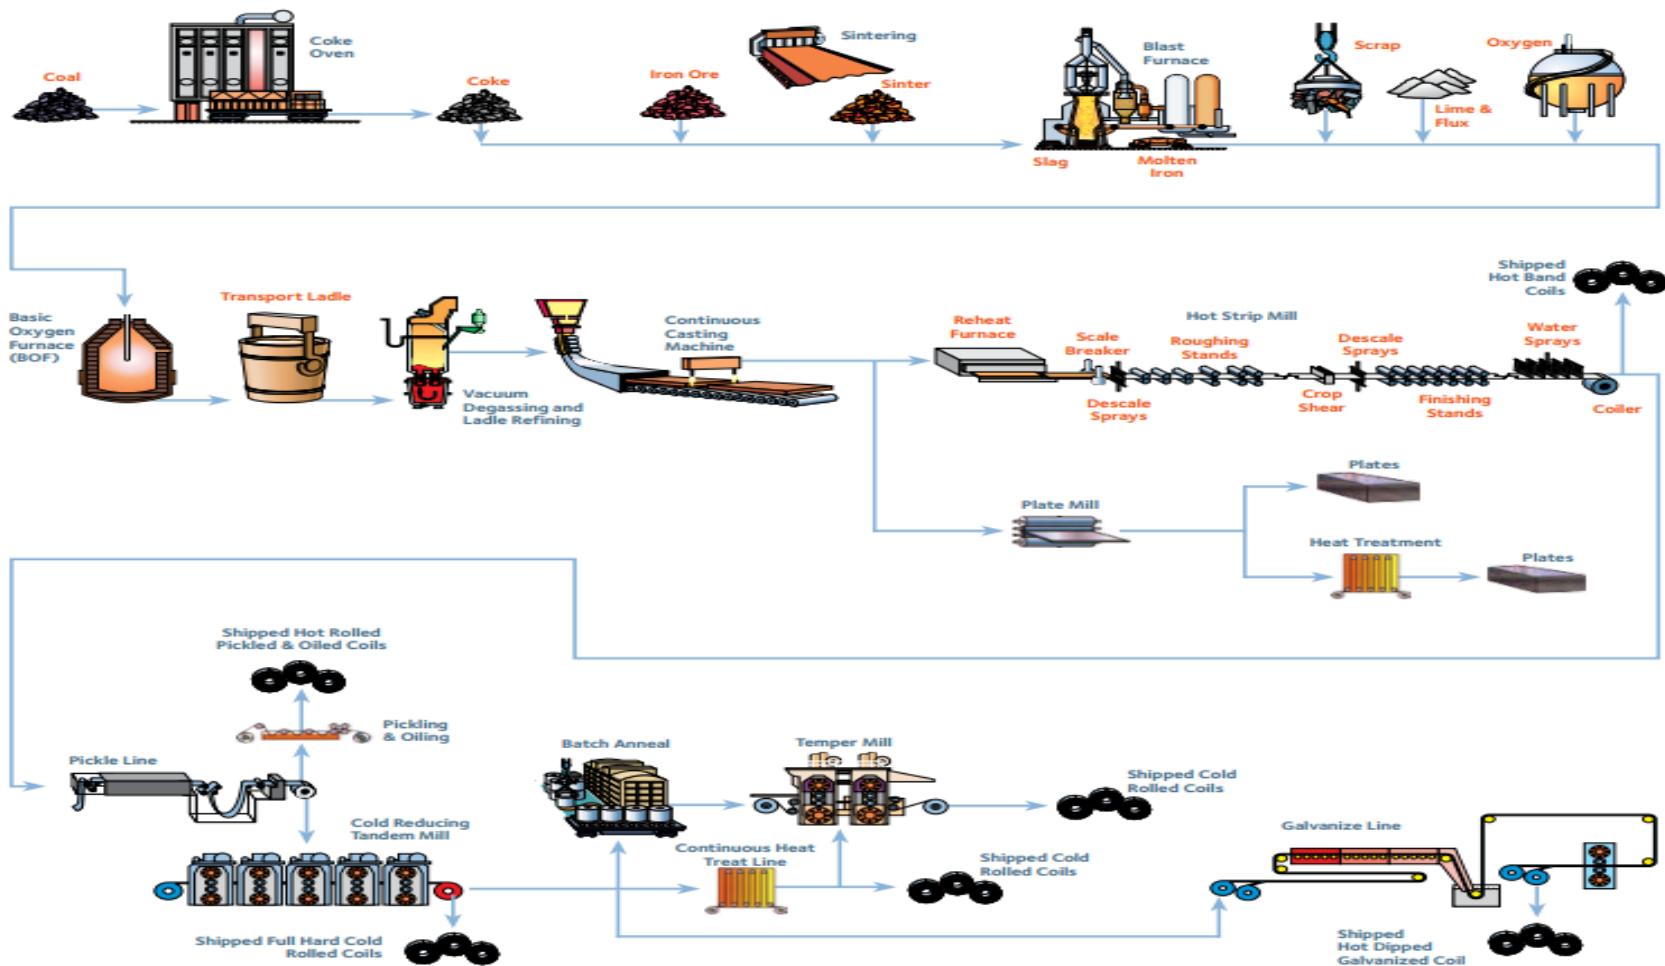 Coal
Coke
Oven
Coke
Iron Ore
Sintering
Sinter
Blast
Furnace
Slag
Molten
Iron
Scrap
Lime &
Flux
Oxygen
Basic
Oxygen
Furnace
(BOF)
Transport Ladle
Vacuum
Degassing and
Ladle Refining
Continuous
Casting
Machine
Reheat
Furnace
Scale
Breaker
Descale
Sprays
Hot Strip Mill
Roughing
Stands
Crop
Shear
Descale
Sprays
Finishing
Stands
Water
Sprays
Coiler
Shipped
Hot Band
Coils
Plate Mill
Plates
Heat Treatment
Plates
Shipped Hot Rolled
Pickled & Oiled Coils
Pickling
& Oiling
Pickle Line
Cold Reducing
Tandem Mill
Shipped Full Hard Cold
Rolled Coils
Batch Anneal
Temper Mill
Shipped Cold
Rolled Coils
Continuous Heat
Treat Line
Shipped Cold
Rolled Coils
Galvanize Line
Shipped
Hot Dipped
Galvanized Coil